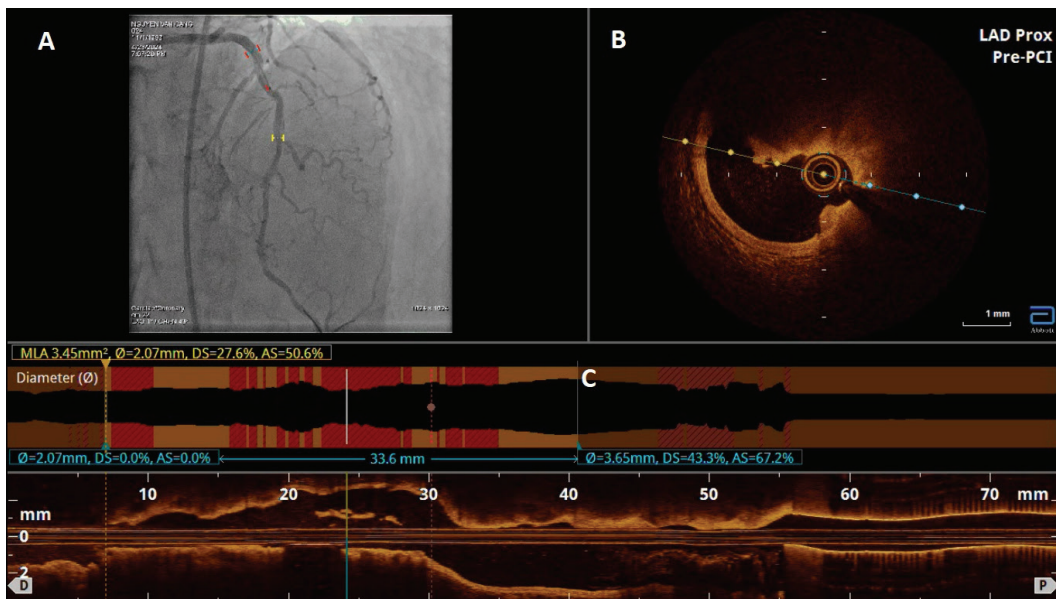 A
B
LAD Prox
Pre-PCI
1 mm
Abbott
MLA 3.45mm², Ø=2.07mm, DS=27.6%, AS=50.6%
Diameter (Ø)
C
Ø=2.07mm, DS=0.0%, AS=0.0%
33.6 mm
Ø=3.65mm, DS=43.3%, AS=67.2%
10 20 30 40 50 60 70 mm
mm
0
2
D
P